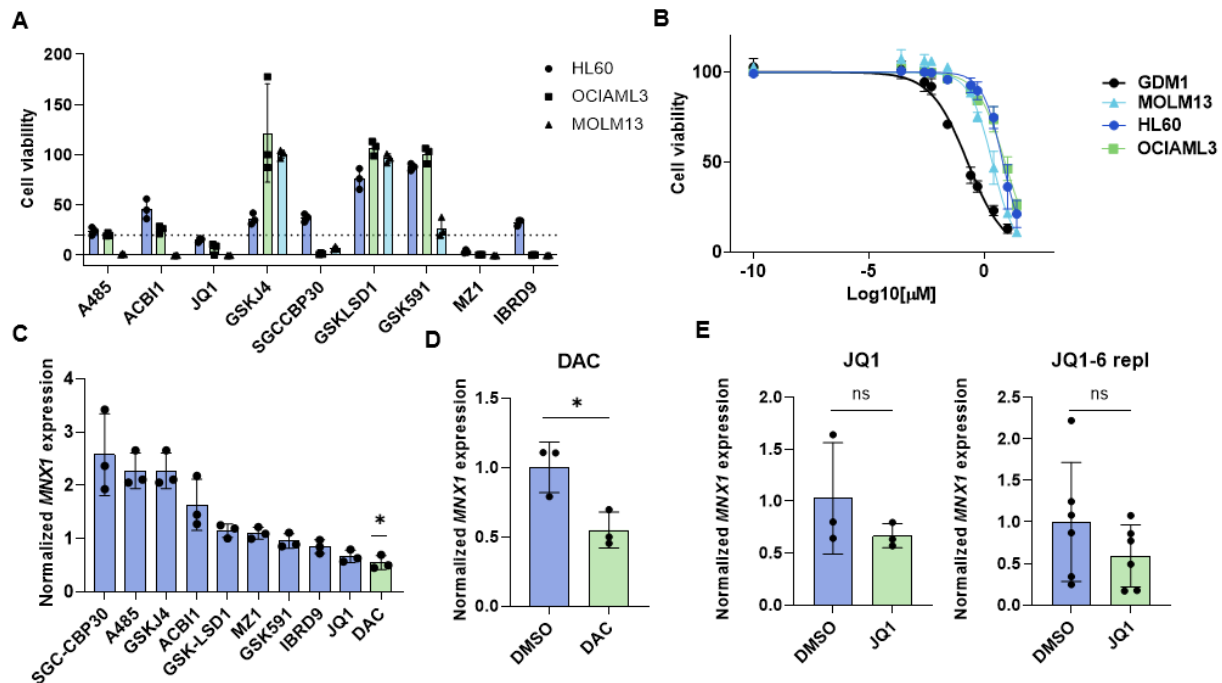 A
Cell viability
200
150
100
50
0
HL60
OCIAML3
MOLM13
A485
ACBI1
JQ1
GSKJ4
SGCCBP30
GSKLSD1
GSK591
MZ1
IBRD9
B
Cell viability
100
50
0
-10
-5
0
Log10[μM]
GDM1
MOLM13
HL60
OCIAML3
C
Normalized MNX1 expression
4
3
2
1
0
*
SGC-CBP30
A485
GSKJ4
ACBI1
GSK-LSD1
MZ1
GSK591
IBRD9
JQ1
DAC
D
DAC
Normalized MNX1 expression
1.5
1.0
0.5
0.0
*
DMSO
DAC
E
JQ1
Normalized MNX1 expression
2.0
1.5
1.0
0.5
0.0
ns
DMSO
JQ1
JQ1-6 repl
Normalized MNX1 expression
2.5
2.0
1.5
1.0
0.5
0.0
ns
DMSO
JQ1